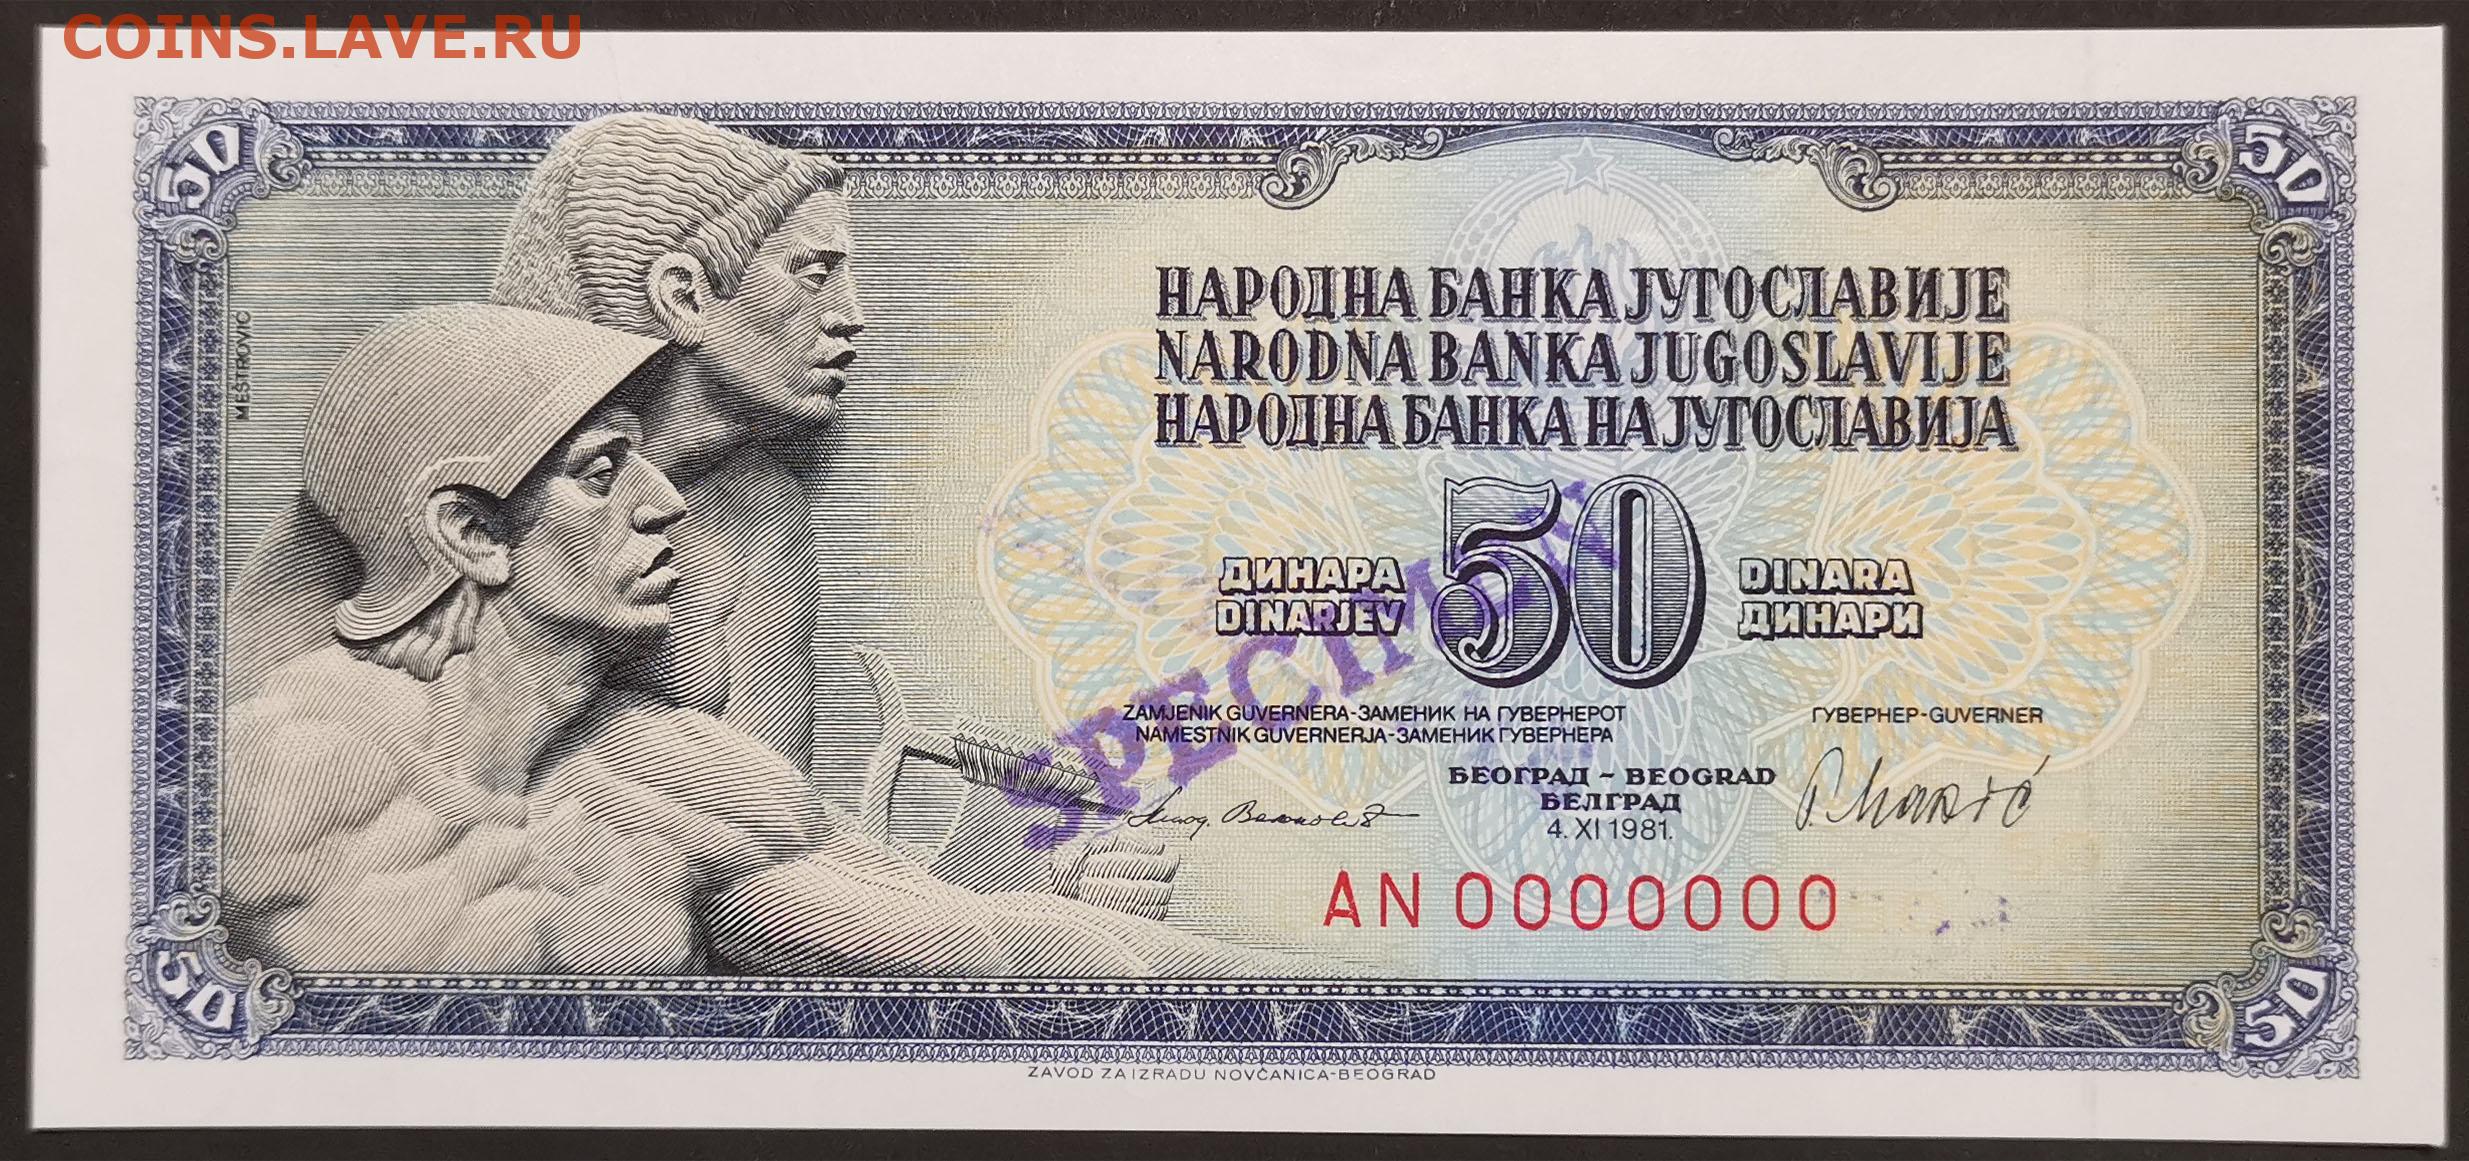 COINS.LAVE.RU
50
50
MEŠTROVIĆ
НАРОДНА БАНКА ЈУГОСЛАВИЈЕ
NARODNA BANKA JUGOSLAVIJE
НАРОДНА БАНКА НА ЈУГОСЛАВИЈА
ДИНАРА 50 DINARA
DINARJEV ДИНАРИ
SPECIMEN
ZAMJENIK GUVERNERA-ЗАМЕНИК НА ГУВЕРНЕРОТ
NAMESTNIK GUVERNERJA-ЗАМЕНИК ГУВЕРНЕРА
ГУВЕРНЕР-GUVERNER
БЕОГРАД - BEOGRAD
БЕЛГРАД
4. XI 1981.
AN 0000000
50
50
ZAVOD ZA IZRADU NOVČANICA-BEOGRAD